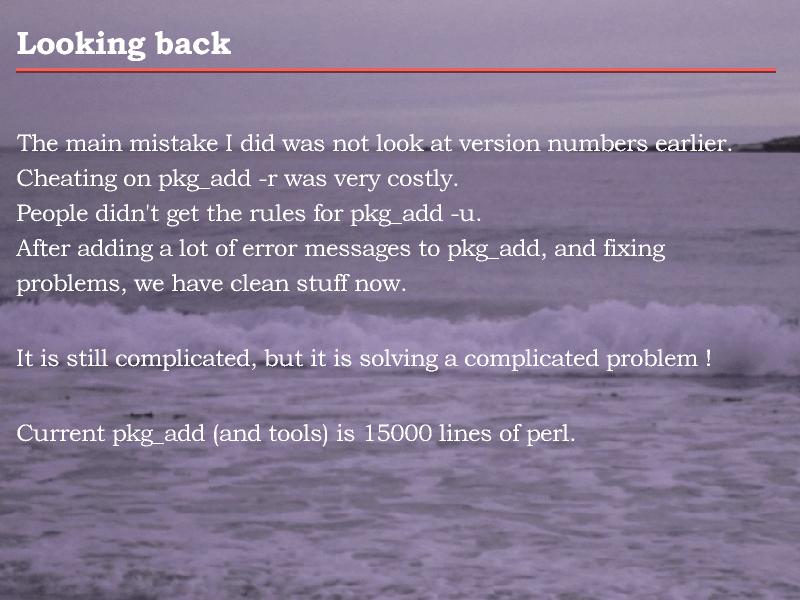 Looking back
The main mistake I did was not look at version numbers earlier.
Cheating on pkg_add -r was very costly.
People didn't get the rules for pkg_add -u.
After adding a lot of error messages to pkg_add, and fixing
problems, we have clean stuff now.
It is still complicated, but it is solving a complicated problem !
Current pkg_add (and tools) is 15000 lines of perl.